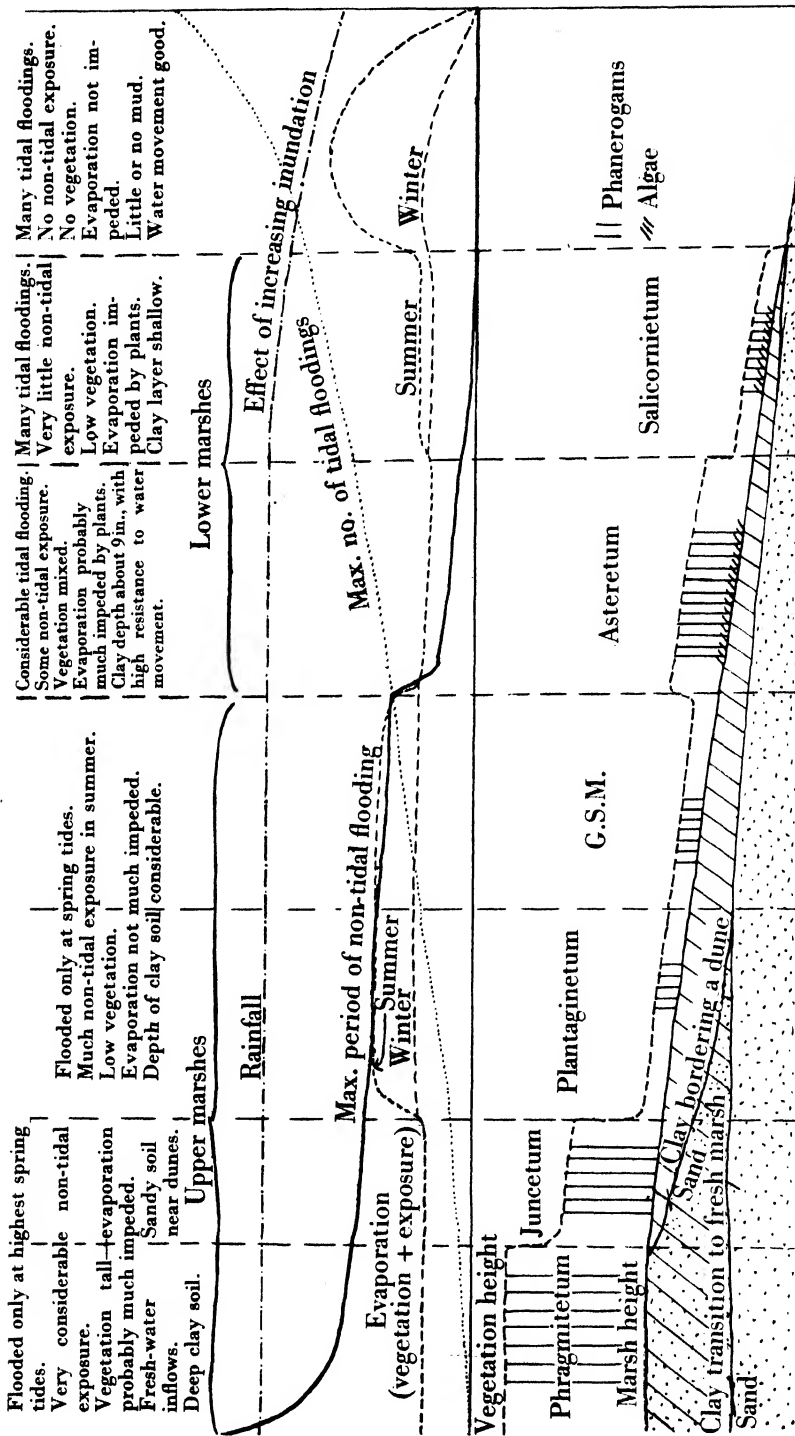 Flooded only at highest spring
tides.
Very considerable non-tidal
exposure.
Vegetation tall—evaporation
probably much impeded.
Fresh-water Sandy soil
inflows. near dunes.
Deep clay soil.
Flooded only at spring tides.
Much non-tidal exposure in summer.
Low vegetation.
Evaporation not much impeded.
Depth of clay soil considerable.
Considerable tidal flooding.
Some non-tidal exposure.
Vegetation mixed.
Evaporation probably
much impeded by plants.
Clay depth about 9 in., with
high resistance to water
movement.
Many tidal floodings.
Very little non-tidal
exposure.
Low vegetation.
Evaporation im-
peded by plants.
Clay layer shallow.
Many tidal floodings.
No non-tidal exposure.
No vegetation.
Evaporation not im-
peded.
Little or no mud.
Water movement good.
Upper marshes
Lower marshes
Rainfall
Effect of increasing inundation
Max. period of non-tidal flooding
Max. no. of tidal floodings
Summer
Winter
Summer
Winter
Evaporation
(vegetation + exposure)
Vegetation height
Phragmitetum
Juncetum
Plantaginetum
G.S.M.
Asteretum
Salicornietum
Phanerogams
Algae
Marsh height
Sand
Clay bordering a dune
Clay transition to fresh marsh
Sand